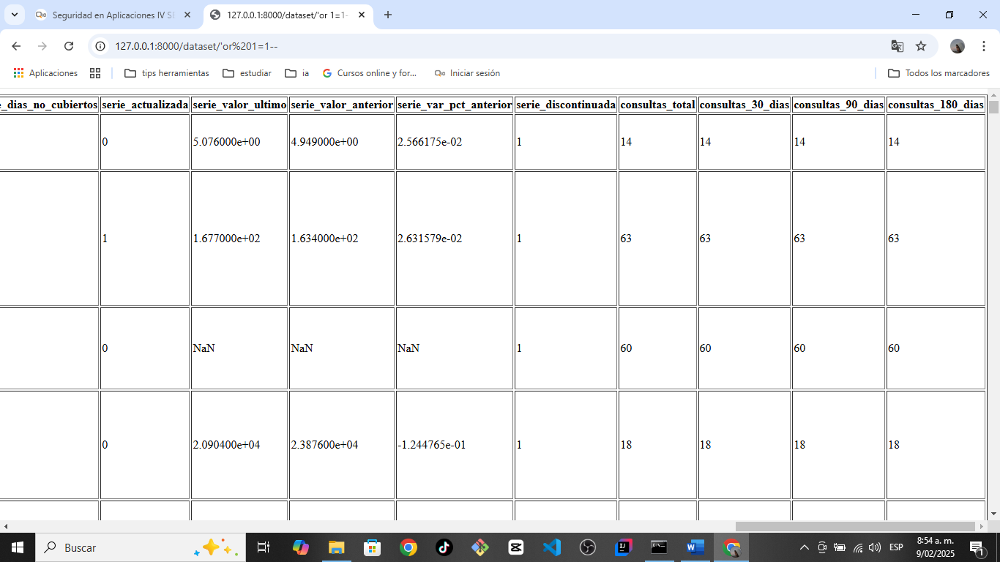 Seguridad en Aplicaciones IV SE
127.0.0.1:8000/dataset/'or 1=1-
127.0.0.1:8000/dataset/'or%201=1--
Aplicaciones
tips herramientas
estudiar
ia
Cursos online y for...
Iniciar sesión
Todos los marcadores
e_dias_no_cubiertos serie_actualizada serie_valor_ultimo serie_valor_anterior serie_var_pct_anterior serie_discontinuada consultas_total consultas_30_dias consultas_90_dias consultas_180_dias
0 5.076000e+00 4.949000e+00 2.566175e-02 1 14 14 14 14
1 1.677000e+02 1.634000e+02 2.631579e-02 1 63 63 63 63
0 NaN NaN NaN 1 60 60 60 60
0 2.090400e+04 2.387600e+04 -1.244765e-01 1 18 18 18 18
Buscar
ESP
8:54 a. m.
9/02/2025
1